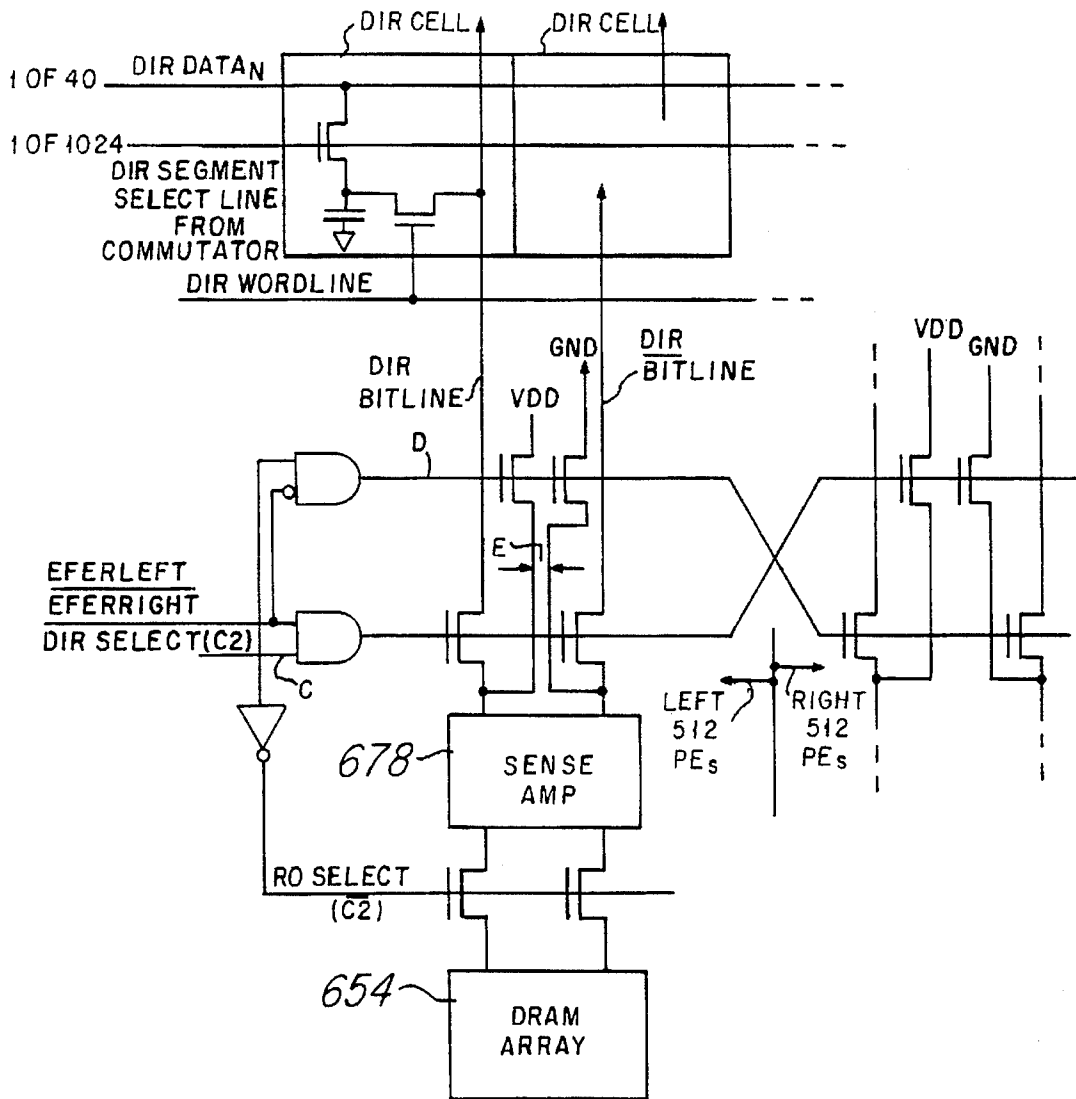 DIR CELL
DIR CELL
1 OF 40
DIR DATA N
1 OF 1024
DIR SEGMENT
SELECT LINE
FROM
COMMUTATOR
DIR WORDLINE
DIR
BITLINE
VDD
GND
DIR
BITLINE
VDD
GND
D
E
EFERLEFT
EFERRIGHT
DIR SELECT(C2)
C
LEFT
512
PEs
RIGHT
512
PEs
678
SENSE
AMP
RO SELECT
(C2)
654
DRAM
ARRAY